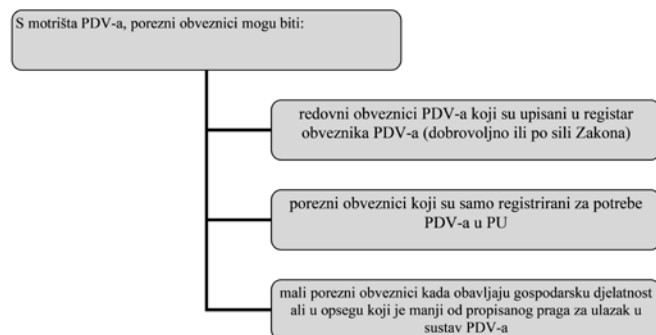 S motrišta PDV-a, porezni obveznici mogu biti:
redovni obveznici PDV-a koji su upisani u registar
obveznika PDV-a (dobrovoljno ili po sili Zakona)
porezni obveznici koji su samo registrirani za potrebe
PDV-a u PU
mali porezni obveznici kada obavljaju gospodarsku djelatnost
ali u opsegu koji je manji od propisanog praga za ulazak u
sustav PDV-a